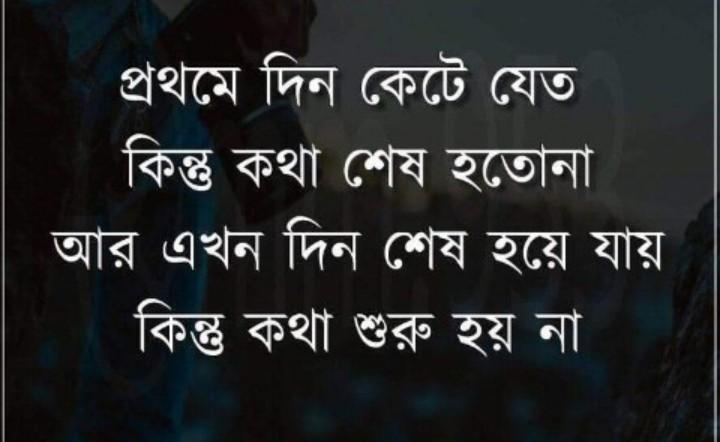 প্রথমে দিন কেটে যেত
কিন্তু কথা শেষ হতোনা
আর এখন দিন শেষ হয়ে যায়
কিন্তু কথা শুরু হয় না